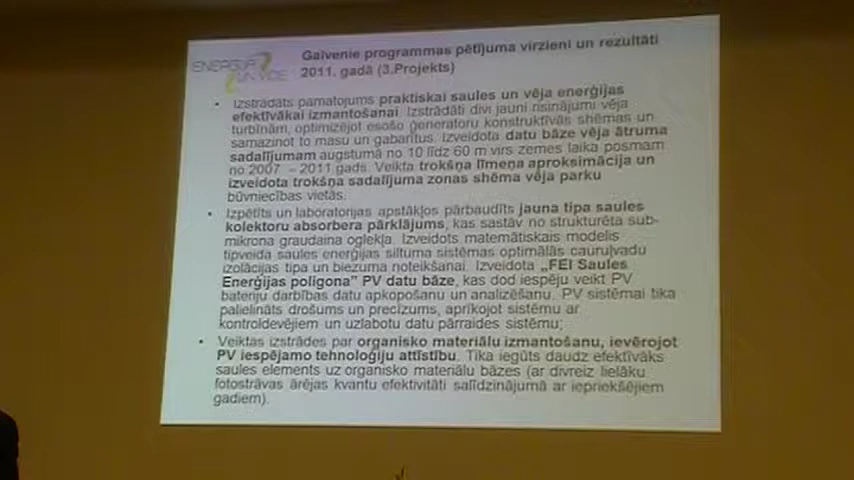 Galvenie programmas pētījuma virzieni un rezultāti
ENERĢIJA
UN VIDE
2011. gadā (3.Projekts)
• Izstrādāts pamatojums praktiskai saules un vēja enerģijas
efektīvākai izmantošanai. Izstrādāti divi jauni risinājumi vēja
turbīnām, optimizējot esošo ģeneratoru konstruktīvās shēmas un
samazinot to masu un gabarītus. Izveidota datu bāze vēja ātruma
sadalījumam augstumā no 10 līdz 60 m virs zemes laika posmam
no 2007 – 2011.gads. Veikta trokšņa līmeņa aproksimācija un
izveidota trokšņa sadalījuma zonas shēma vēja parku
būvniecības vietās.
• Izpētīts un laboratorijas apstākļos pārbaudīts jauna tipa saules
kolektoru absorbera pārklājums, kas sastāv no strukturēta sub-
mikrona graudaina oglekļa. Izveidots matemātiskais modelis
tipveida saules enerģijas siltuma sistēmas optimālās cauruļvadu
izolācijas tipa un biezuma noteikšanai. Izveidota „FEI Saules
Enerģijas poligona” PV datu bāze, kas dod iespēju veikt PV
bateriju darbības datu apkopošanu un analizēšanu. PV sistēmai tika
palielināts drošums un precizums, aprīkojot sistēmu ar
kontroldevējiem un uzlabotu datu pārraides sistēmu;
• Veiktas izstrādes par organisko materiālu izmantošanu, ievērojot
PV iespējamo tehnoloģiju attīstību. Tika iegūts daudz efektīvāks
saules elements uz organisko materiālu bāzes (ar divreiz lielāku
fotostrāvas ārējas kvantu efektivitāti salīdzinājumā ar iepriekšējiem
gadiem).